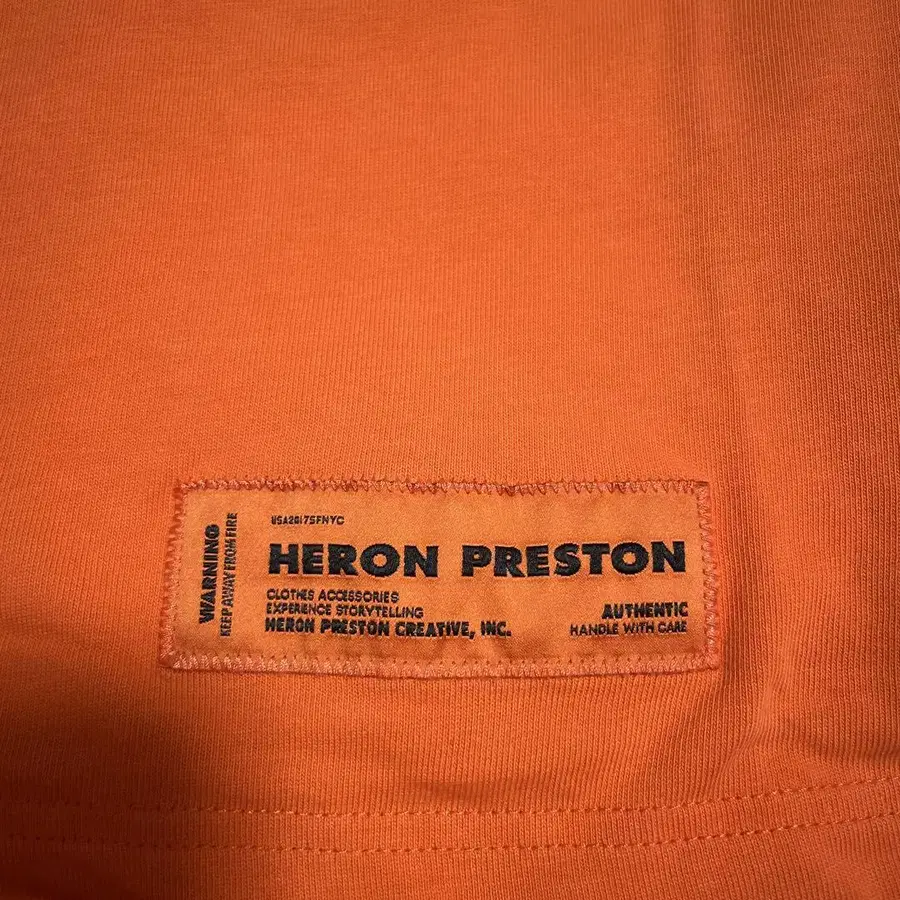 WARNING
KEEP AWAY FROM FIRE
USA2017SFNYC
HERON PRESTON
CLOTHES ACCESSORIES
EXPERIENCE STORYTELLING
HERON PRESTON CREATIVE, INC.
AUTHENTIC
HANDLE WITH CARE